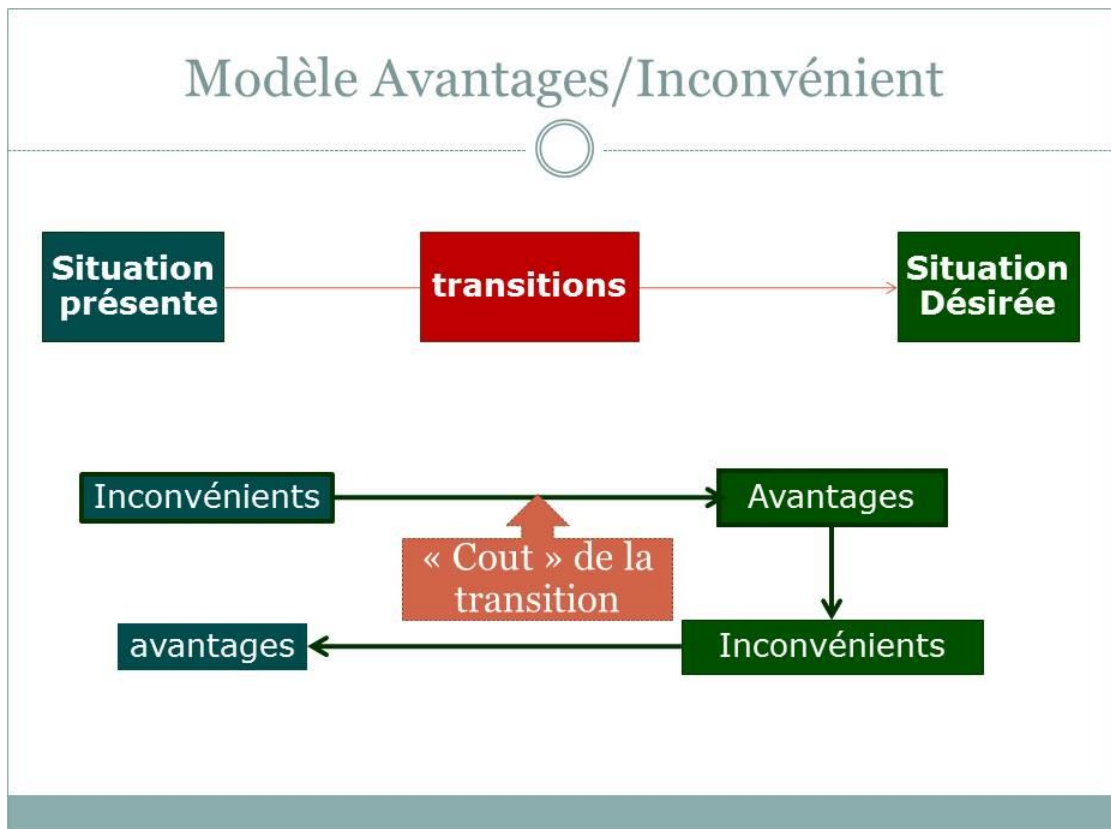 Modèle Avantages/Inconvénient
Situation
présente
transitions
Situation
Désirée
Inconvénients
Avantages
« Cout » de la
transition
avantages
Inconvénients